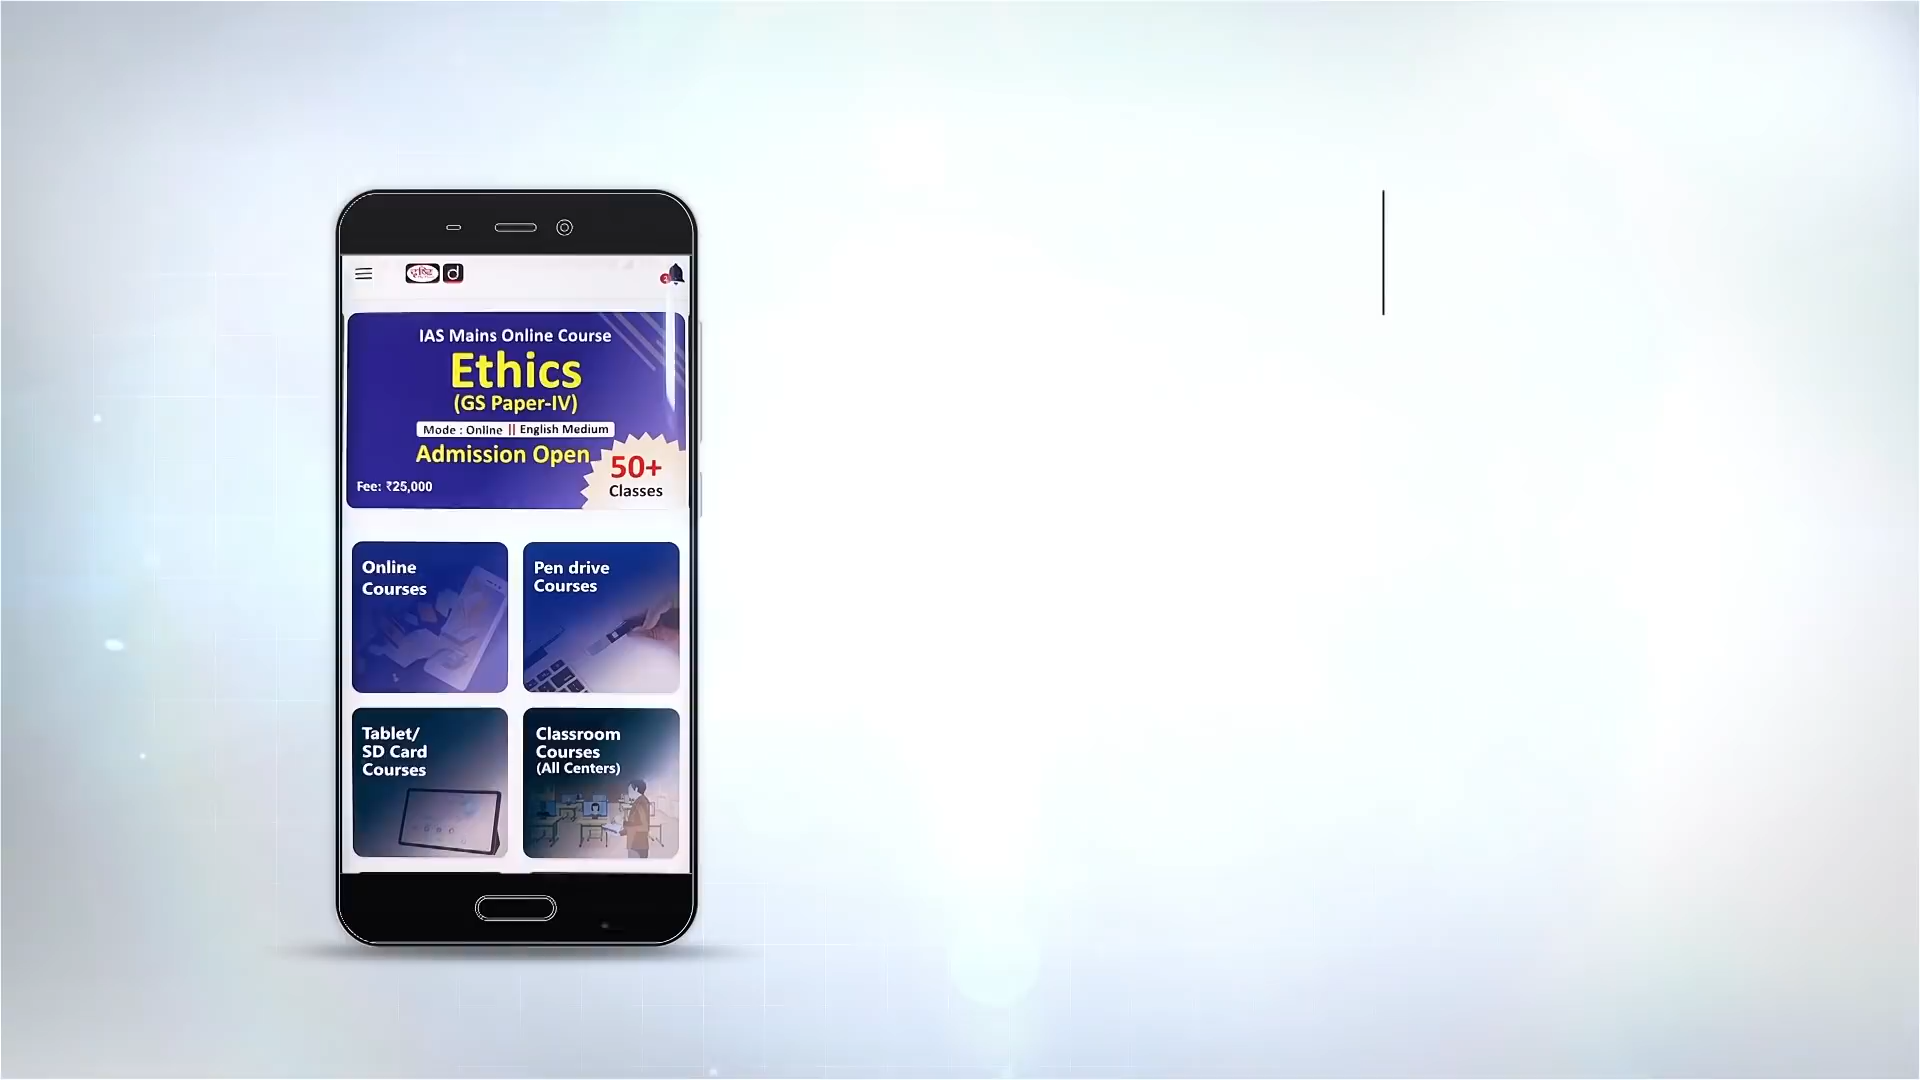 दृष्टि
d
2
IAS Mains Online Course
Ethics
(GS Paper-IV)
Mode : Online || English Medium
Admission Open
50+
Classes
Fee: ₹25,000
Online
Courses
Pen drive
Courses
Tablet/
SD Card
Courses
Classroom
Courses
(All Centers)